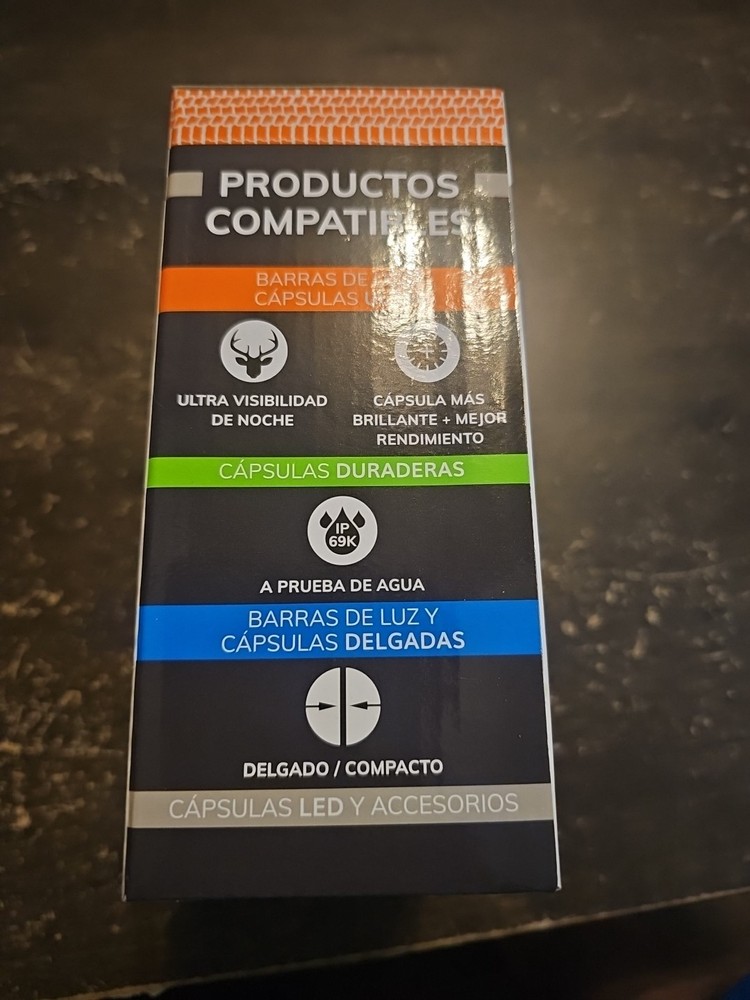 PRODUCTOS
COMPATIBLES
BARRAS DE
CÁPSULAS
ULTRA VISIBILIDAD
DE NOCHE
CÁPSULA MÁS
BRILLANTE + MEJOR
RENDIMIENTO
CÁPSULAS DURADERAS
IP
69K
A PRUEBA DE AGUA
BARRAS DE LUZ Y
CÁPSULAS DELGADAS
DELGADO / COMPACTO
CÁPSULAS LED Y ACCESORIOS